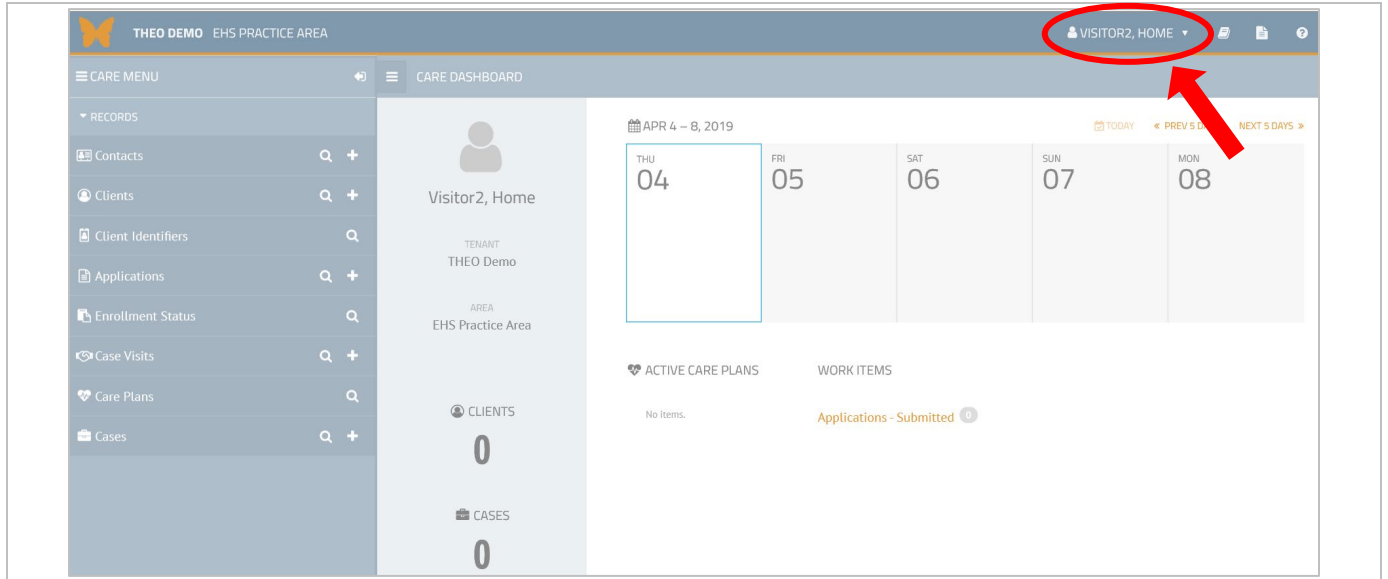 THEO DEMO EHS PRACTICE AREA
VISITOR2, HOME
CARE MENU
CARE DASHBOARD
RECORDS
Contacts
Clients
Client Identifiers
Applications
Enrollment Status
Case Visits
Care Plans
Cases
Visitor2, Home
TENANT
THEO Demo
AREA
EHS Practice Area
CLIENTS
0
CASES
0
APR 4 – 8, 2019
TODAY « PREV 5 D NEXT 5 DAYS »
THU FRI SAT SUN MON
04 05 06 07 08
ACTIVE CARE PLANS WORK ITEMS
No items. Applications - Submitted 0